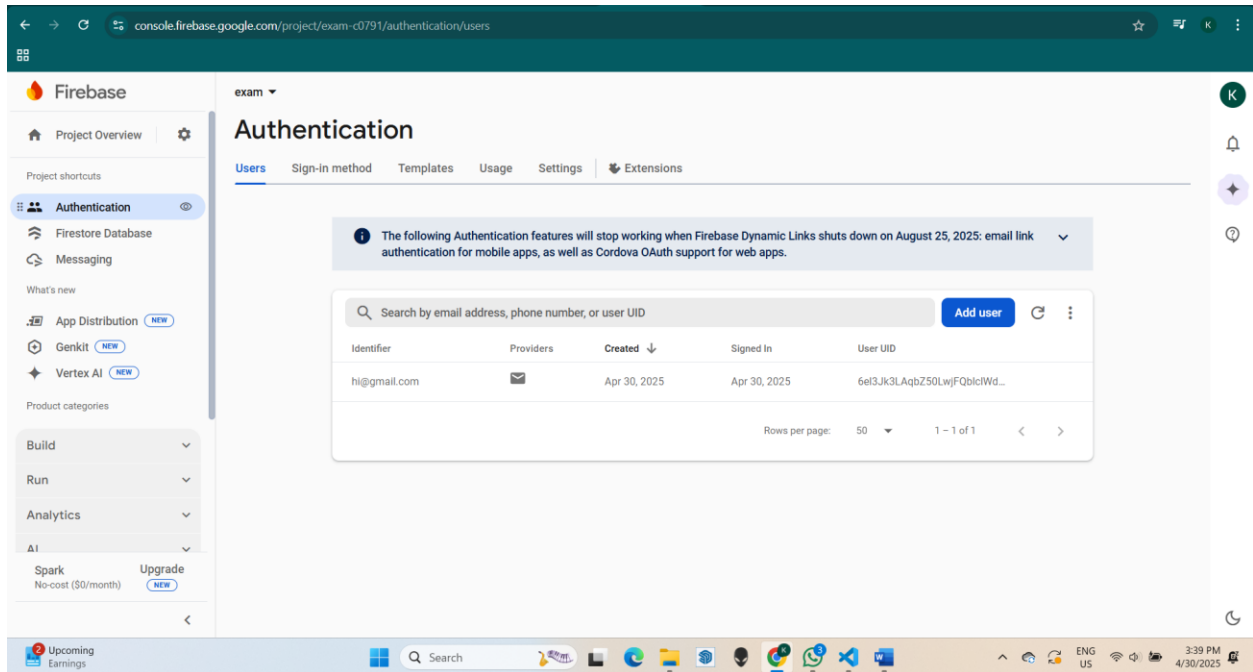 console.firebase.google.com/project/exam-c0791/authentication/users
K
Firebase
exam
K
Project Overview
Authentication
Users Sign-in method Templates Usage Settings Extensions
Project shortcuts
Authentication
Firestore Database
Messaging
What's new
App Distribution NEW
Genkit NEW
Vertex AI NEW
Product categories
Build
Run
Analytics
AI
Spark
No-cost ($0/month)
Upgrade
NEW
The following Authentication features will stop working when Firebase Dynamic Links shuts down on August 25, 2025: email link
authentication for mobile apps, as well as Cordova OAuth support for web apps.
Search by email address, phone number, or user UID Add user
Identifier Providers Created Signed In User UID
hi@gmail.com Apr 30, 2025 Apr 30, 2025
Rows per page: 50 1 – 1 of 1
2 Upcoming
Earnings
Search
K
3
ENG
US
3:39 PM
4/30/2025